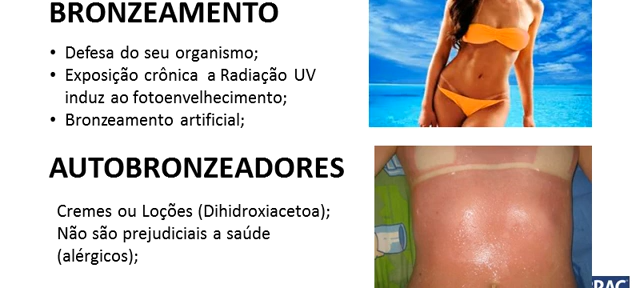 BRONZEAMENTO
• Defesa do seu organismo;
• Exposição crônica a Radiação UV
induz ao fotoenvelhecimento;
• Bronzeamento artificial;
AUTOBRONZEADORES
Cremes ou Loções (Dihidroxiacetoa);
Não são prejudiciais a saúde
(alérgicos);